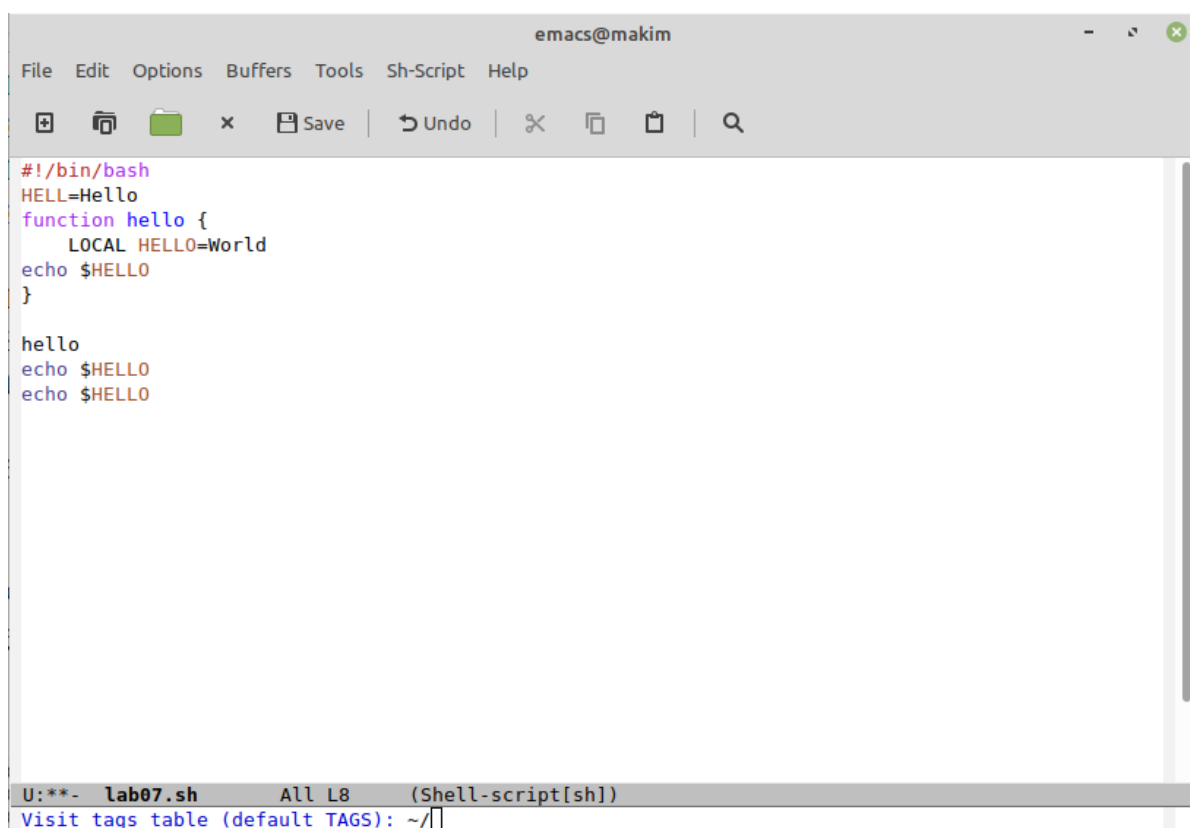 emacs@makim
File Edit Options Buffers Tools Sh-Script Help
Save Undo
#!/bin/bash
HELL=Hello
function hello {
    LOCAL HELLO=World
echo $HELLO
}
hello
echo $HELLO
echo $HELLO
U:**-  lab07.sh      All L8     (Shell-script[sh])
Visit tags table (default TAGS): ~/